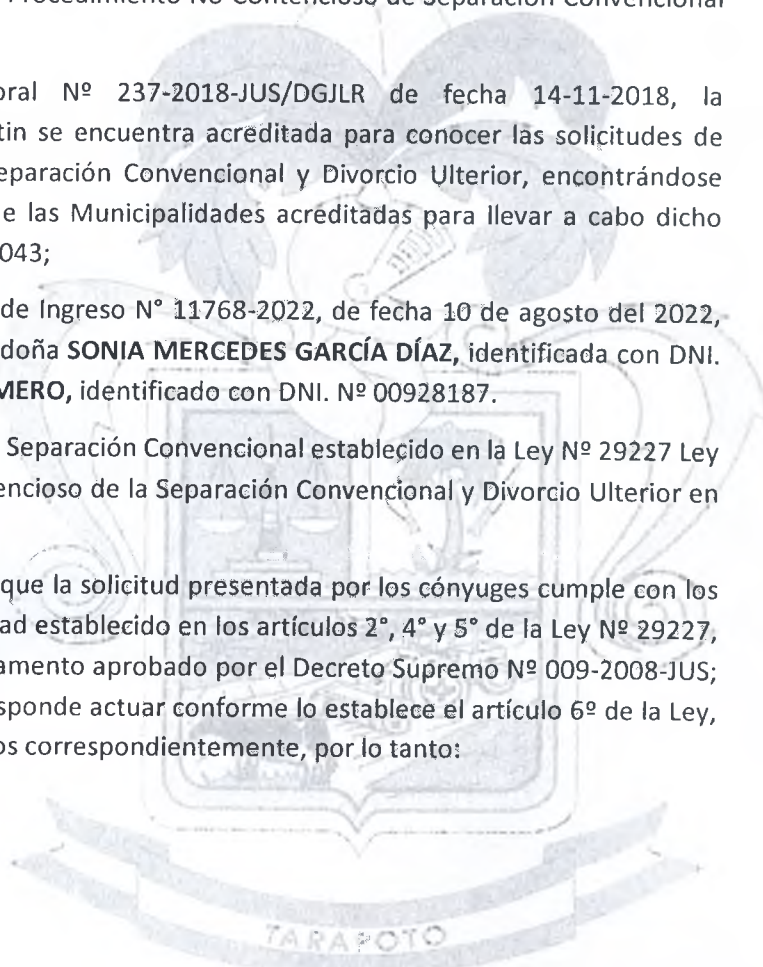 Procedimiento No Contencioso de Separación Convencional
oral Nº 237-2018-JUS/DGJLR de fecha 14-11-2018, la
tin se encuentra acreditada para conocer las solicitudes de
eparación Convencional y Divorcio Ulterior, encontrándose
e las Municipalidades acreditadas para llevar a cabo dicho
043;
de Ingreso N° 11768-2022, de fecha 10 de agosto del 2022,
doña SONIA MERCEDES GARCÍA DÍAZ, identificada con DNI.
MERO, identificado con DNI. Nº 00928187.
Separación Convencional establecido en la Ley Nº 29227 Ley
encioso de la Separación Convencional y Divorcio Ulterior en
que la solicitud presentada por los cónyuges cumple con los
ad establecido en los artículos 2°, 4° y 5° de la Ley Nº 29227,
amento aprobado por el Decreto Supremo Nº 009-2008-JUS;
sponde actuar conforme lo establece el artículo 6º de la Ley,
os correspondientemente, por lo tanto:
TARAPOTO